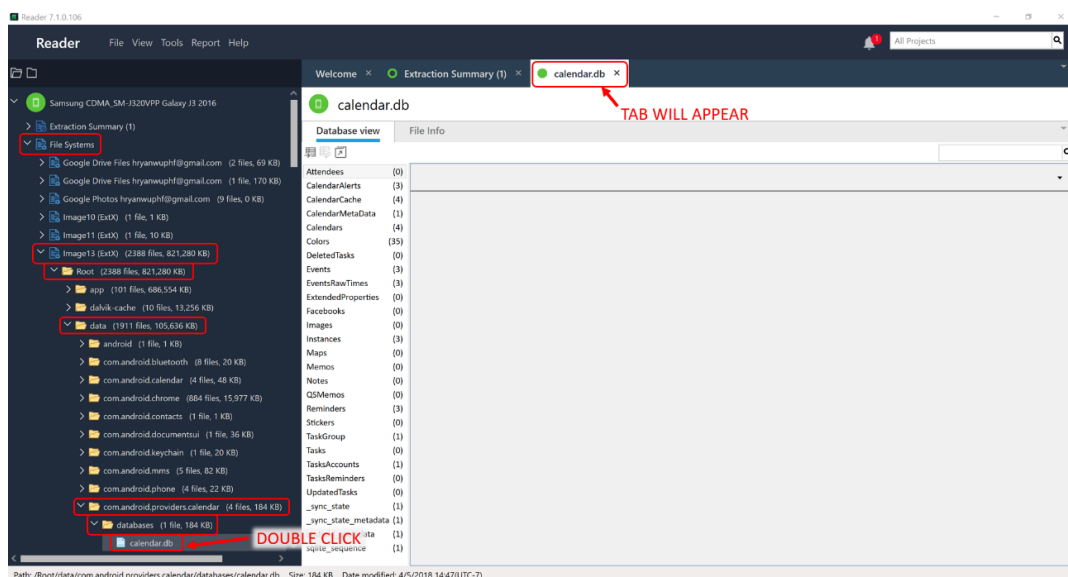 Reader 7.1.0.106
Reader File View Tools Report Help
1
All Projects
Welcome × Extraction Summary (1) × calendar.db ×
TAB WILL APPEAR
Samsung CDMA_SM-J320VPP Galaxy J3 2016
Extraction Summary (1)
File Systems
Google Drive Files hryanwuphf@gmail.com (2 files, 69 KB)
Google Drive Files hryanwuphf@gmail.com (1 file, 170 KB)
Google Photos hryanwuphf@gmail.com (9 files, 0 KB)
Image10 (ExtX) (1 file, 1 KB)
Image11 (ExtX) (1 file, 10 KB)
Image13 (ExtX) (2388 files, 821,280 KB)
Root (2388 files, 821,280 KB)
app (101 files, 686,554 KB)
dalvik-cache (10 files, 13,256 KB)
data (1911 files, 105,636 KB)
android (1 file, 1 KB)
com.android.bluetooth (8 files, 20 KB)
com.android.calendar (4 files, 48 KB)
com.android.chrome (884 files, 15,977 KB)
com.android.contacts (1 file, 1 KB)
com.android.documentsui (1 file, 36 KB)
com.android.keychain (1 file, 20 KB)
com.android.mms (5 files, 82 KB)
com.android.phone (4 files, 22 KB)
com.android.providers.calendar (4 files, 184 KB)
databases (1 file, 184 KB)
calendar.db
DOUBLE CLICK
calendar.db
Database view File Info
Attendees (0)
CalendarAlerts (3)
CalendarCache (4)
CalendarMetaData (1)
Calendars (4)
Colors (35)
DeletedTasks (0)
Events (3)
EventsRawTimes (3)
ExtendedProperties (0)
Facebooks (0)
Images (0)
Instances (3)
Maps (0)
Memos (0)
Notes (0)
QSMemos (0)
Reminders (3)
Stickers (0)
TaskGroup (1)
Tasks (0)
TasksAccounts (1)
TasksReminders (0)
UpdatedTasks (0)
_sync_state (1)
_sync_state_metadata (1)
(1)
sqlite_sequence (1)
Path: /Root/data/com.android.providers.calendar/databases/calendar.db Size: 184 KB Date modified: 4/5/2018 14:47(UTC-7)